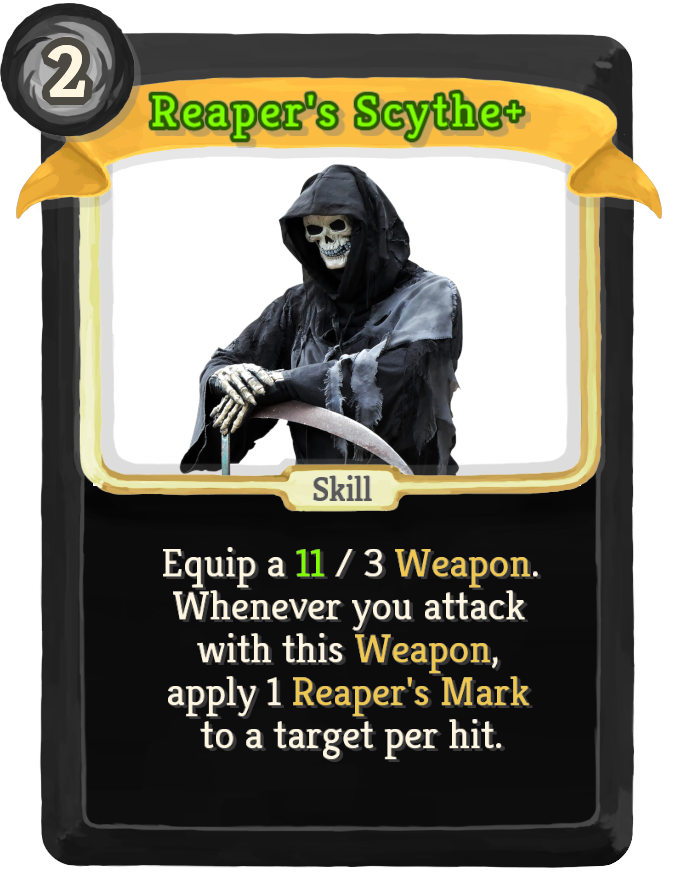 2
Reaper's Scythe+
Skill
Equip a 11 / 3 Weapon.
Whenever you attack
with this Weapon,
apply 1 Reaper's Mark
to a target per hit.